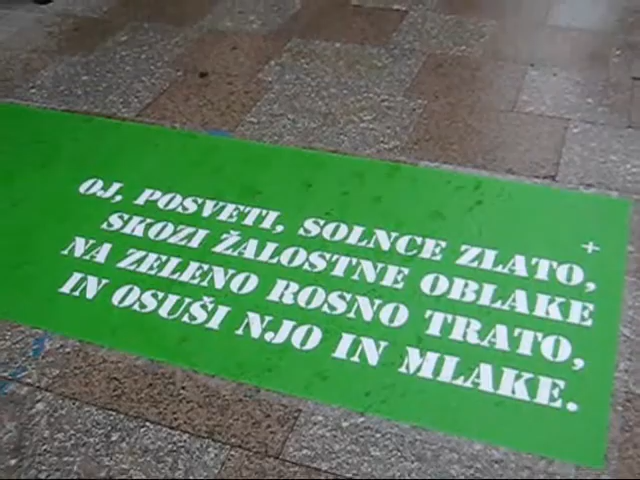 OJ, POSVETI, SOLNCE ZLATO,
SKOZI ŽALOSTNE OBLAKE
NA ZELENO ROSNO TRATO,
IN OSUŠI NJO IN MLAKE.